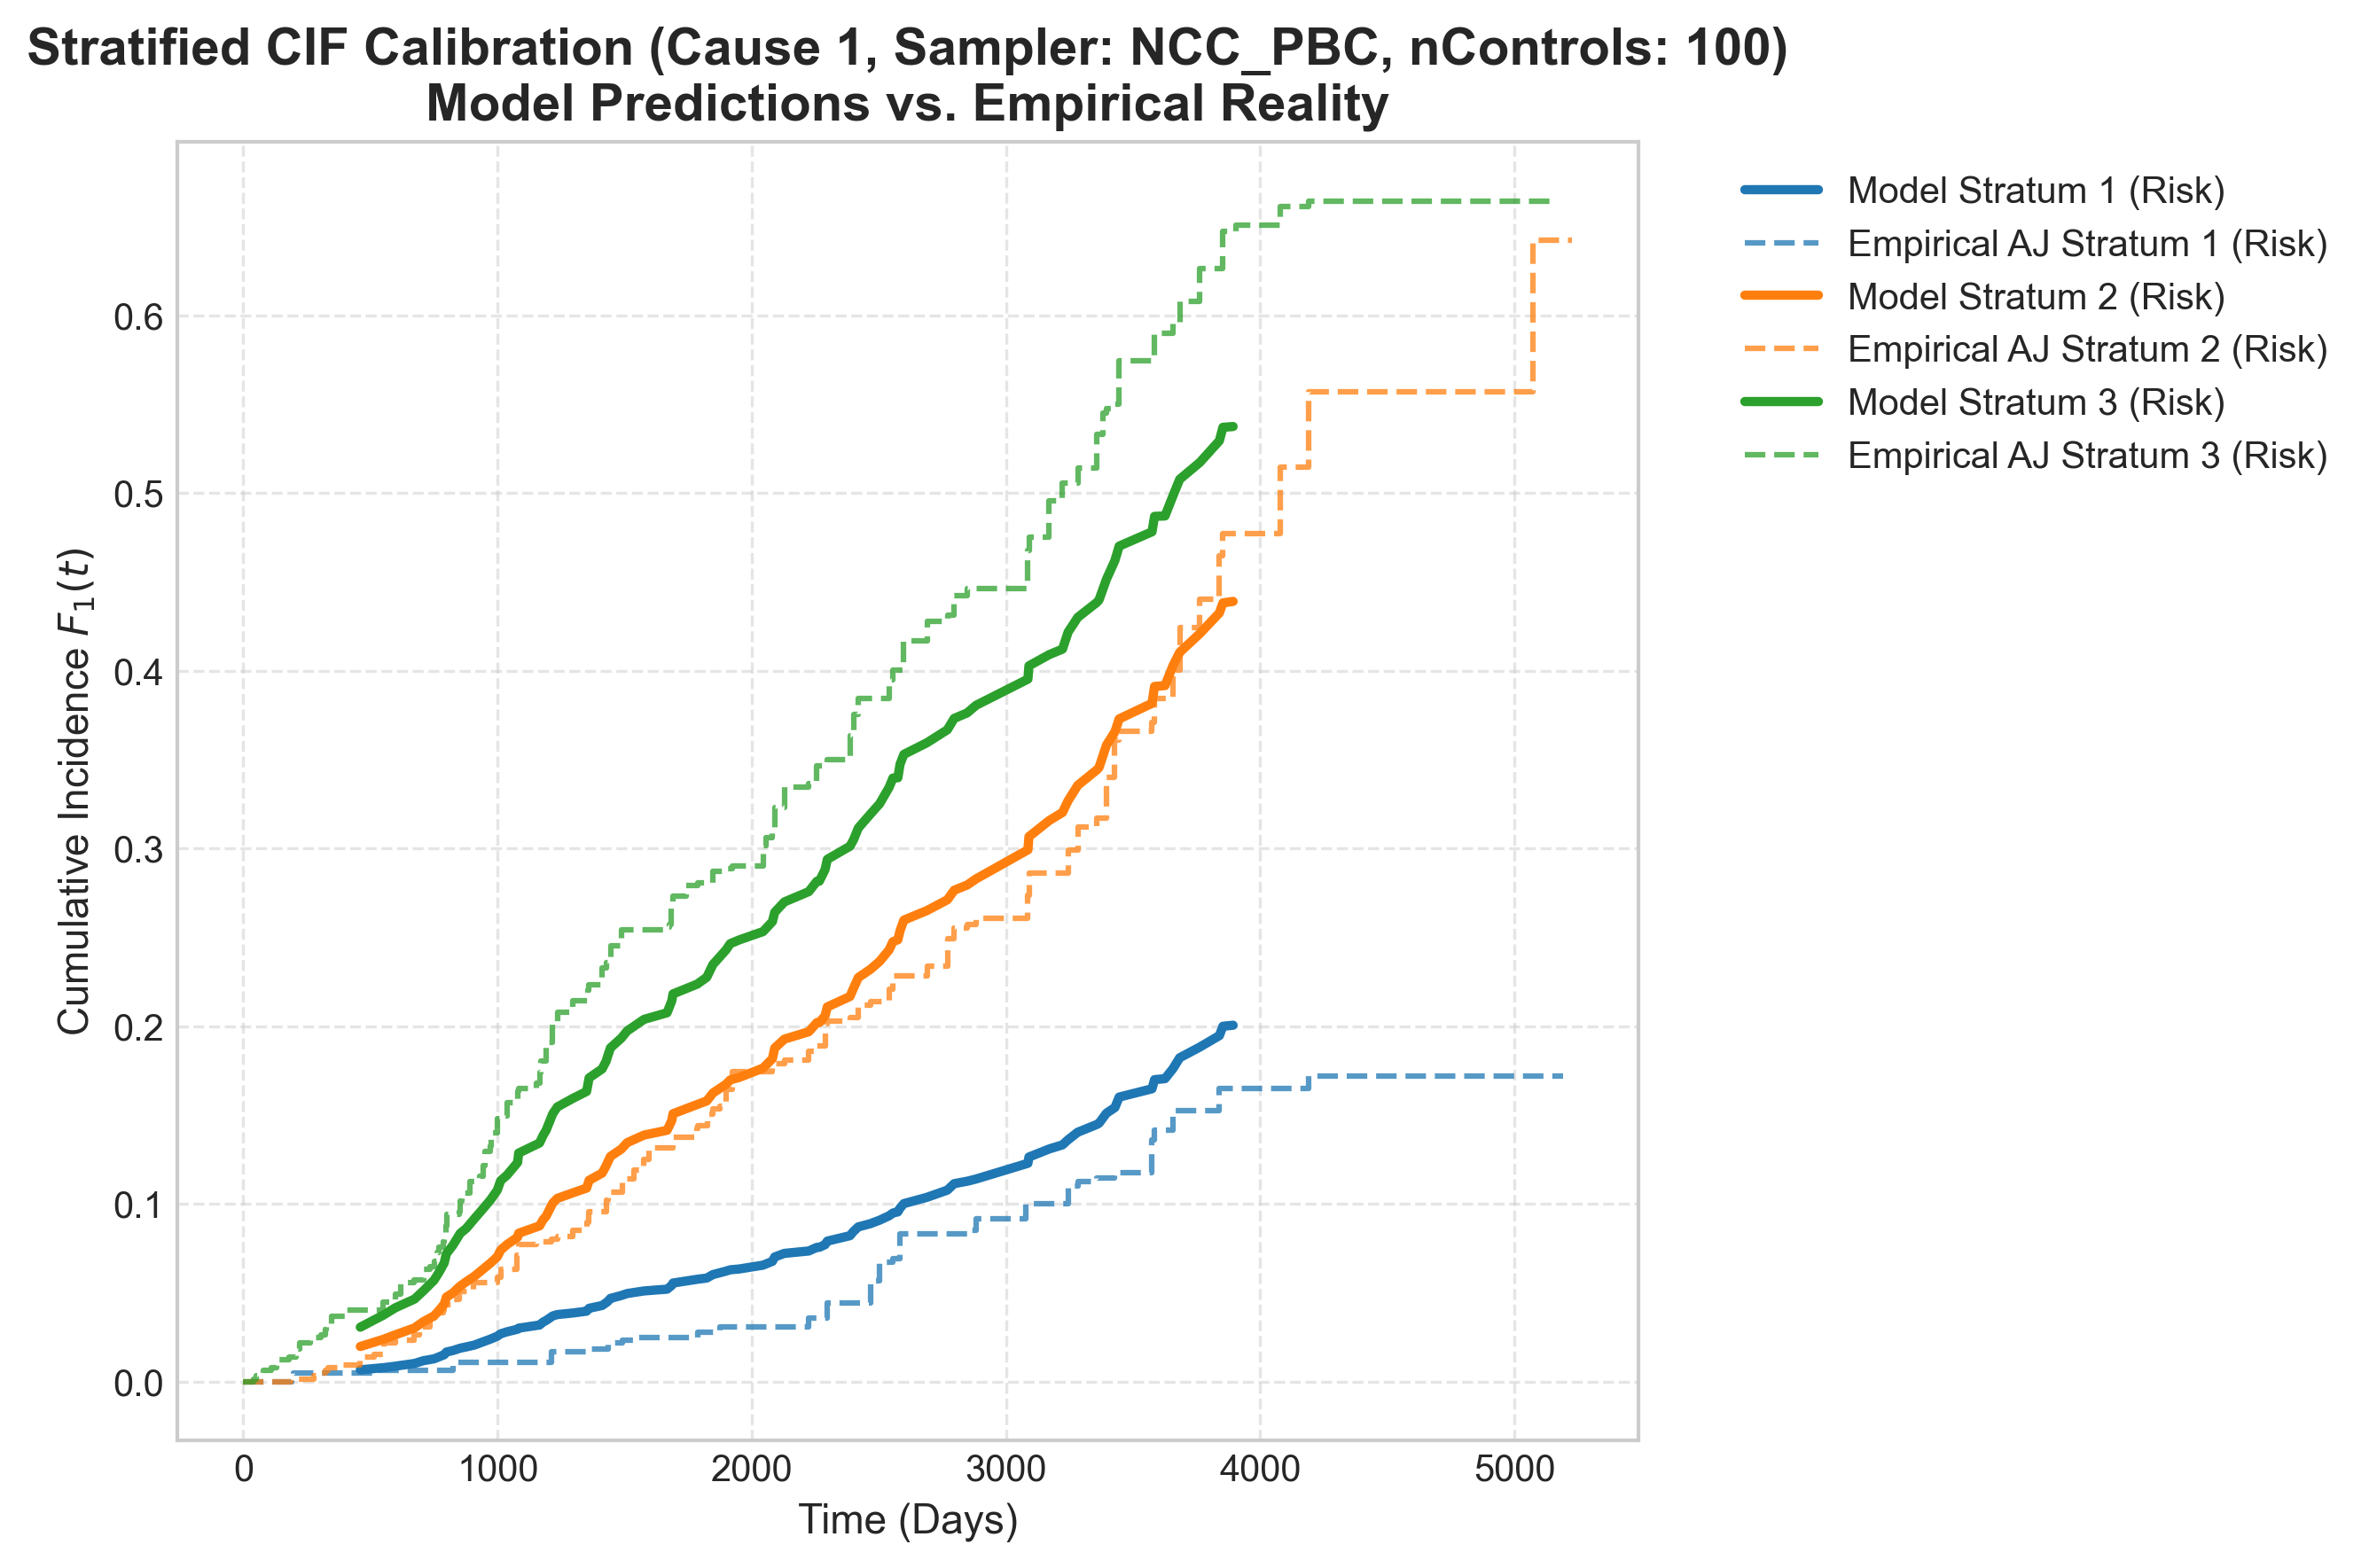 Stratified CIF Calibration (Cause 1, Sampler: NCC_PBC, nControls: 100)
Model Predictions vs. Empirical Reality
Model Stratum 1 (Risk)
Empirical AJ Stratum 1 (Risk)
Model Stratum 2 (Risk)
Empirical AJ Stratum 2 (Risk)
Model Stratum 3 (Risk)
Empirical AJ Stratum 3 (Risk)
Cumulative Incidence F₁(t)
0.6
0.5
0.4
0.3
0.2
0.1
0.0
0 1000 2000 3000 4000 5000
Time (Days)